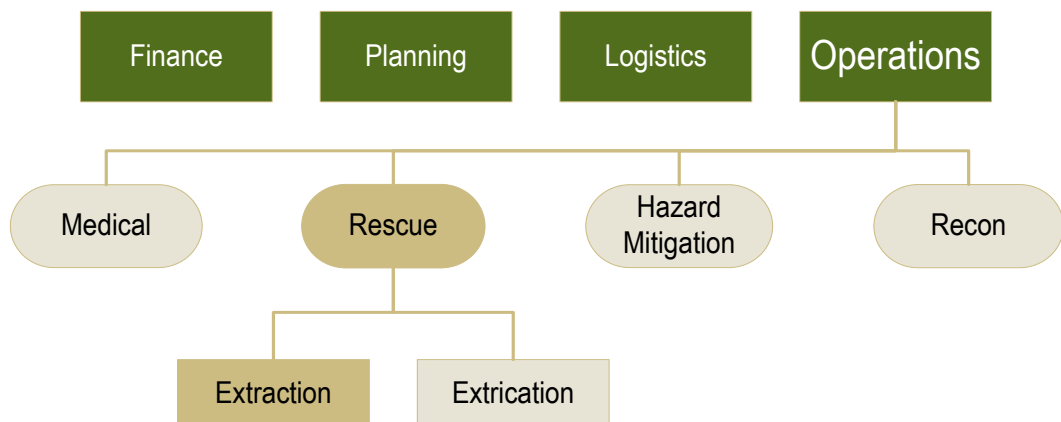 Finance
Planning
Logistics
Operations
Medical
Rescue
Hazard
Mitigation
Recon
Extraction
Extrication